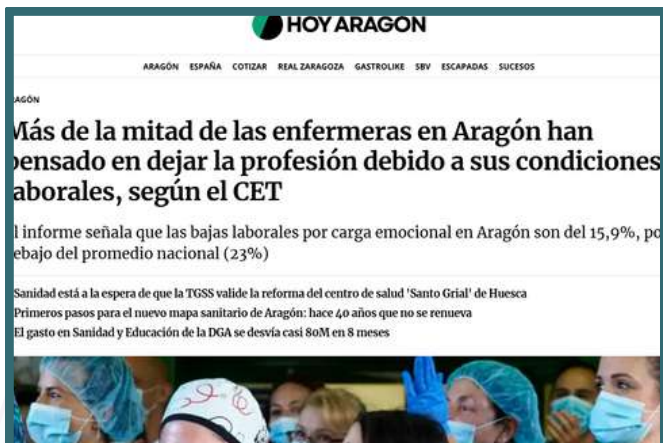 HOY ARAGÓN
ARAGÓN ESPAÑA COTIZAR REAL ZARAGOZA GASTROLIKE SBV ESCAPADAS SUCESOS
AGÓN
Más de la mitad de las enfermeras en Aragón han
pensado en dejar la profesión debido a sus condiciones
laborales, según el CET
l informe señala que las bajas laborales por carga emocional en Aragón son del 15,9%, po
ebajo del promedio nacional (23%)
Sanidad está a la espera de que la TGSS valide la reforma del centro de salud 'Santo Grial' de Huesca
Primeros pasos para el nuevo mapa sanitario de Aragón: hace 40 años que no se renueva
El gasto en Sanidad y Educación de la DGA se desvía casi 80M en 8 meses